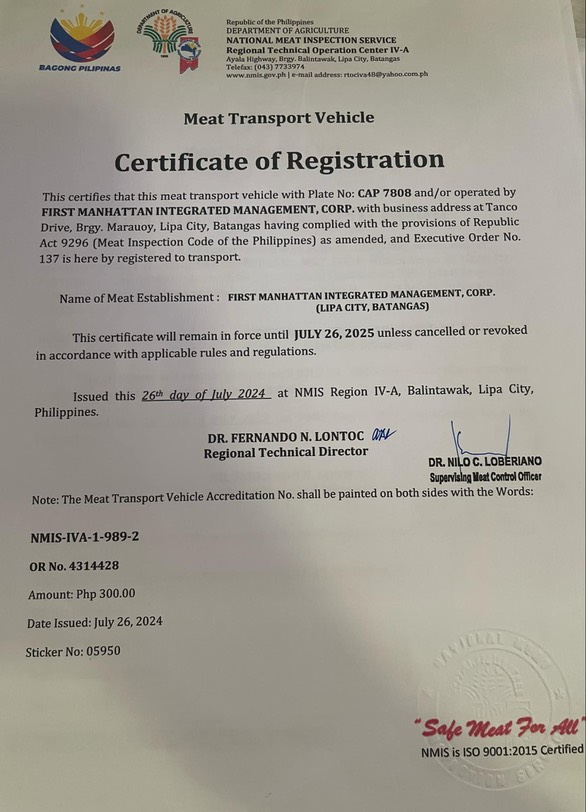 BAGONG PILIPINAS
DEPARTMENT OF AGRICULTURE
Republic of the Philippines
DEPARTMENT OF AGRICULTURE
NATIONAL MEAT INSPECTION SERVICE
Regional Technical Operation Center IV-A
Ayala Highway, Brgy. Balintawak, Lipa City, Batangas
Telefax: (043) 7733974
www.nmis.gov.ph | e-mail address: rtociva48@yahoo.com.ph
Meat Transport Vehicle
Certificate of Registration
This certifies that this meat transport vehicle with Plate No: CAP 7808 and/or operated by
FIRST MANHATTAN INTEGRATED MANAGEMENT, CORP. with business address at Tanco
Drive, Brgy. Marauoy, Lipa City, Batangas having complied with the provisions of Republic
Act 9296 (Meat Inspection Code of the Philippines) as amended, and Executive Order No.
137 is here by registered to transport.
Name of Meat Establishment : FIRST MANHATTAN INTEGRATED MANAGEMENT, CORP.
(LIPA CITY, BATANGAS)
This certificate will remain in force until JULY 26, 2025 unless cancelled or revoked
in accordance with applicable rules and regulations.
Issued this 26th day of July 2024 at NMIS Region IV-A, Balintawak, Lipa City,
Philippines.
DR. FERNANDO N. LONTOC
Regional Technical Director
DR. NILO C. LOBERIANO
Supervising Meat Control Officer
Note: The Meat Transport Vehicle Accreditation No. shall be painted on both sides with the Words:
NMIS-IVA-1-989-2
OR No. 4314428
Amount: Php 300.00
Date Issued: July 26, 2024
Sticker No: 05950
"Safe Meat For All"
NMIS is ISO 9001:2015 Certified